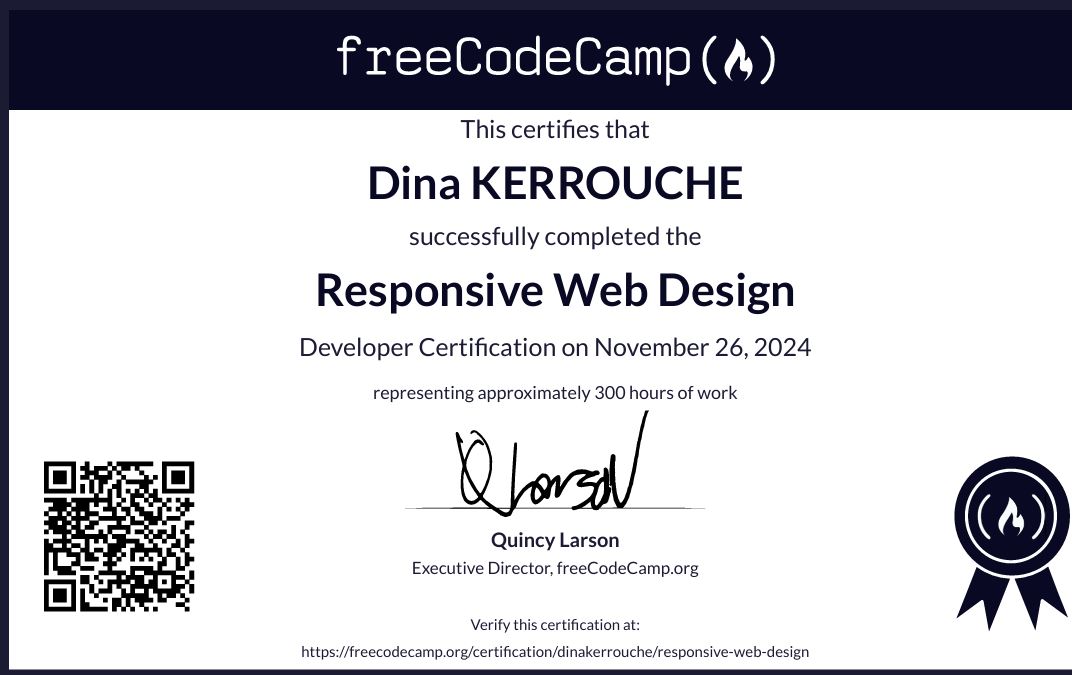 freeCodeCamp
This certifies that
Dina KERROUCHE
successfully completed the
Responsive Web Design
Developer Certification on November 26, 2024
representing approximately 300 hours of work
Q Larson
Quincy Larson
Executive Director, freeCodeCamp.org
Verify this certification at:
https://freecodecamp.org/certification/dinakerrouche/responsive-web-design